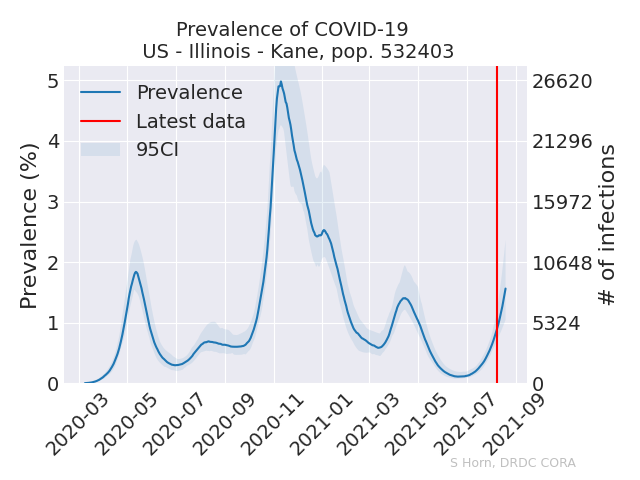 Prevalence of COVID-19
US - Illinois - Kane, pop. 532403
Prevalence
Latest data
95CI
Prevalence (%)
5
4
3
2
1
0
26620
21296
15972
10648
5324
0
# of infections
2020-03
2020-05
2020-07
2020-09
2020-11
2021-01
2021-03
2021-05
2021-07
2021-09
S Horn, DRDC CORA